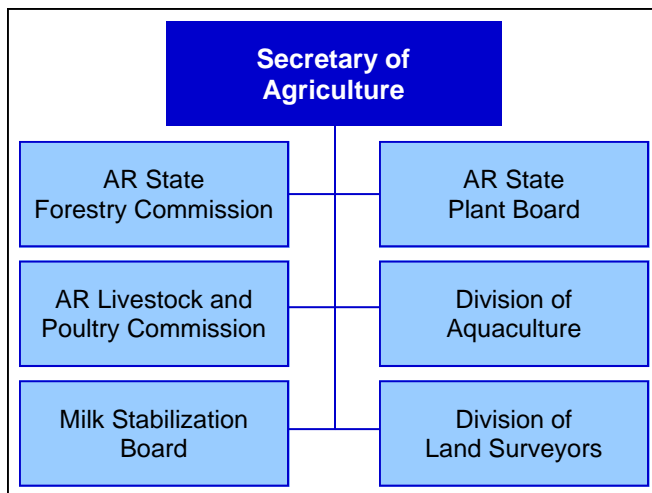 Secretary of
Agriculture
AR State
Forestry Commission
AR State
Plant Board
AR Livestock and
Poultry Commission
Division of
Aquaculture
Milk Stabilization
Board
Division of
Land Surveyors